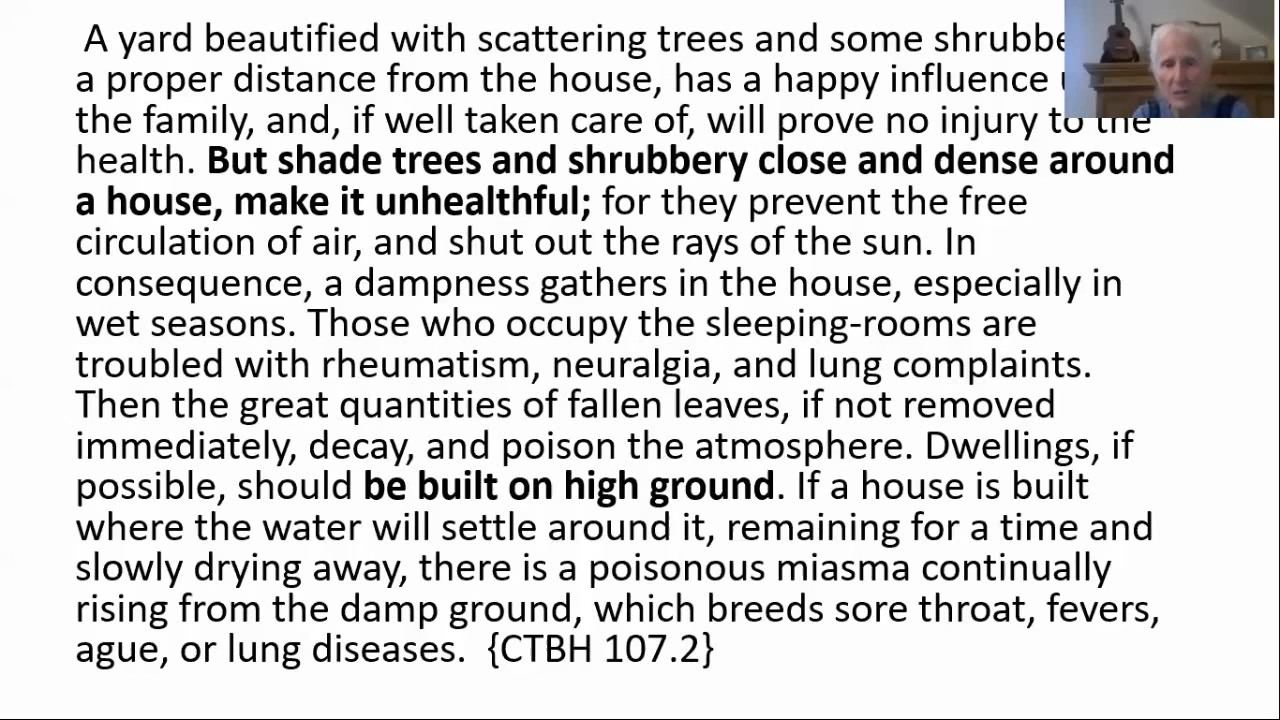 A yard beautified with scattering trees and some shrubbe
a proper distance from the house, has a happy influence
the family, and, if well taken care of, will prove no injury to the
health. But shade trees and shrubbery close and dense around
a house, make it unhealthful; for they prevent the free
circulation of air, and shut out the rays of the sun. In
consequence, a dampness gathers in the house, especially in
wet seasons. Those who occupy the sleeping-rooms are
troubled with rheumatism, neuralgia, and lung complaints.
Then the great quantities of fallen leaves, if not removed
immediately, decay, and poison the atmosphere. Dwellings, if
possible, should be built on high ground. If a house is built
where the water will settle around it, remaining for a time and
slowly drying away, there is a poisonous miasma continually
rising from the damp ground, which breeds sore throat, fevers,
ague, or lung diseases. {CTBH 107.2}